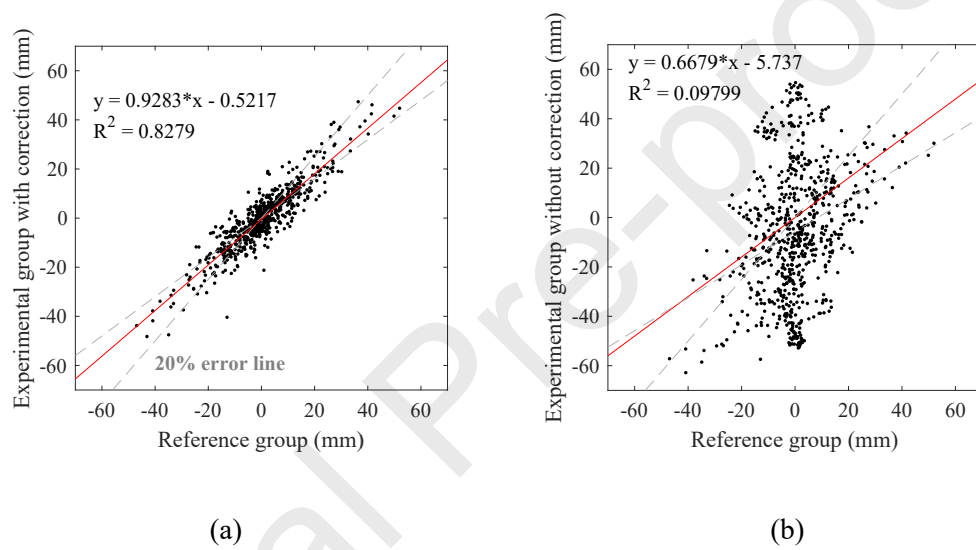 Experimental group with correction (mm)
60
40
20
0
-20
-40
-60
y = 0.9283*x - 0.5217
R² = 0.8279
20% error line
-60 -40 -20 0 20 40 60
Reference group (mm)
(a)
Experimental group without correction (mm)
60
40
20
0
-20
-40
-60
y = 0.6679*x - 5.737
R² = 0.09799
-60 -40 -20 0 20 40 60
Reference group (mm)
(b)
al Pre-proo